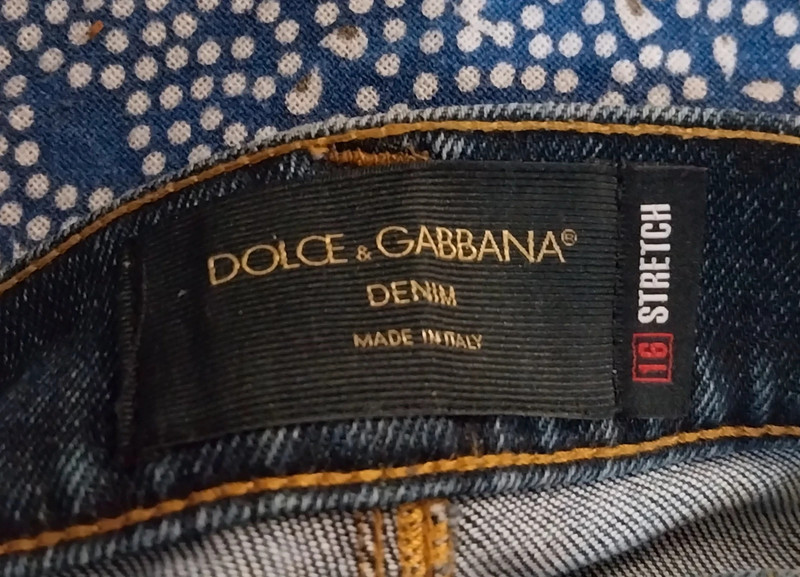 DOLCE & GABBANA®
DENIM
MADE IN ITALY
16 STRETCH